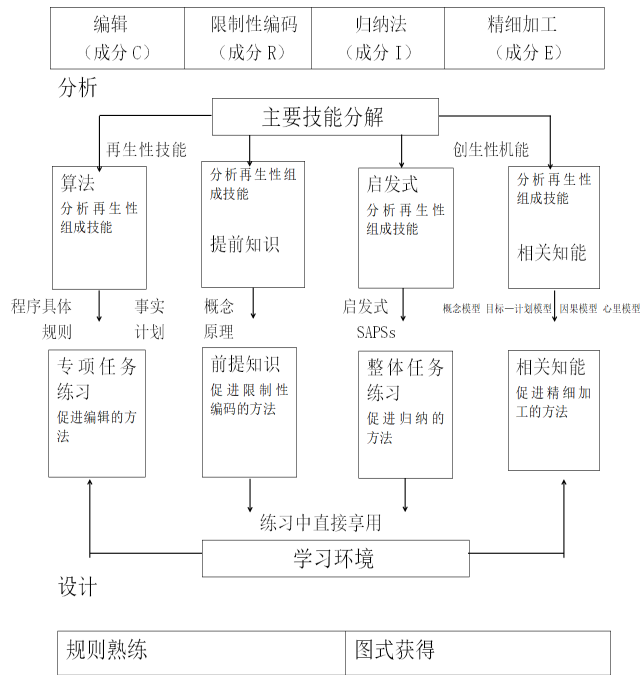 编辑 限制性编码 归纳法 精细加工
（成分 C） （成分 R） （成分 I） （成分 E）
分析
主要技能分解
再生性技能 创生性机能
算法
分析再生性
组成技能
分析再生性组
成技能
提前知识
启发式
分析再生性
组成技能
分析再生性
组成技能
相关知能
程序具体 事实
规则 计划
概念
原理
启发式
SAPSs
概念模型 目标—计划模型 因果模型 心里模型
专项任务
练习
促进编辑的方
法
前提知识
促进限制性
编码的方法
整体任务
练习
促进归纳的
方法
相关知能
促进精细加
工的方法
练习中直接享用
学习环境
设计
规则熟练 图式获得